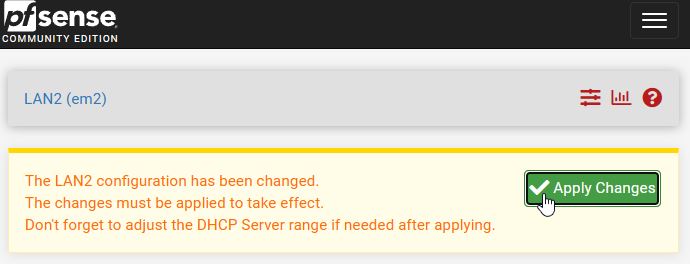 pfsense
COMMUNITY EDITION
LAN2 (em2)
The LAN2 configuration has been changed.
The changes must be applied to take effect.
Don't forget to adjust the DHCP Server range if needed after applying.
Apply Changes